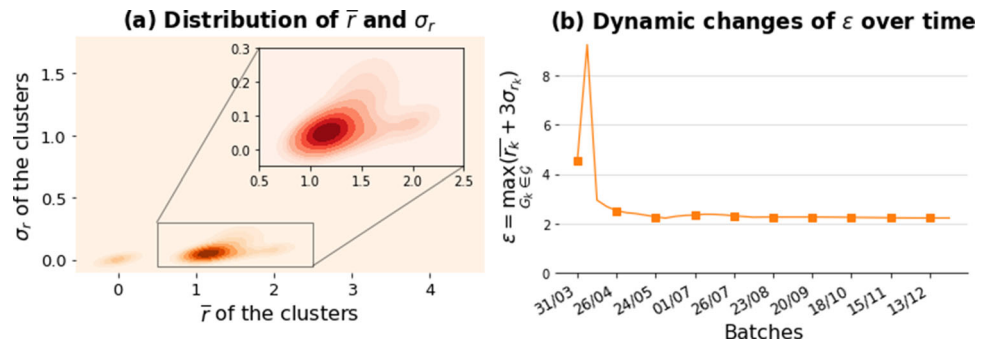 (a) Distribution of r̅ and σᵣ
σᵣ of the clusters
1.5
1.0
0.5
0.0
0.3
0.2
0.1
0.0
0.5 1.0 1.5 2.0 2.5
0 1 2 3 4
r̅ of the clusters
(b) Dynamic changes of ε over time
ε = max(r̅ₖ + 3σ_{rₖ})
Gₖ ∈ 𝒢
8
6
4
2
0
31/03 26/04 24/05 01/07 26/07 23/08 20/09 18/10 15/11 13/12
Batches